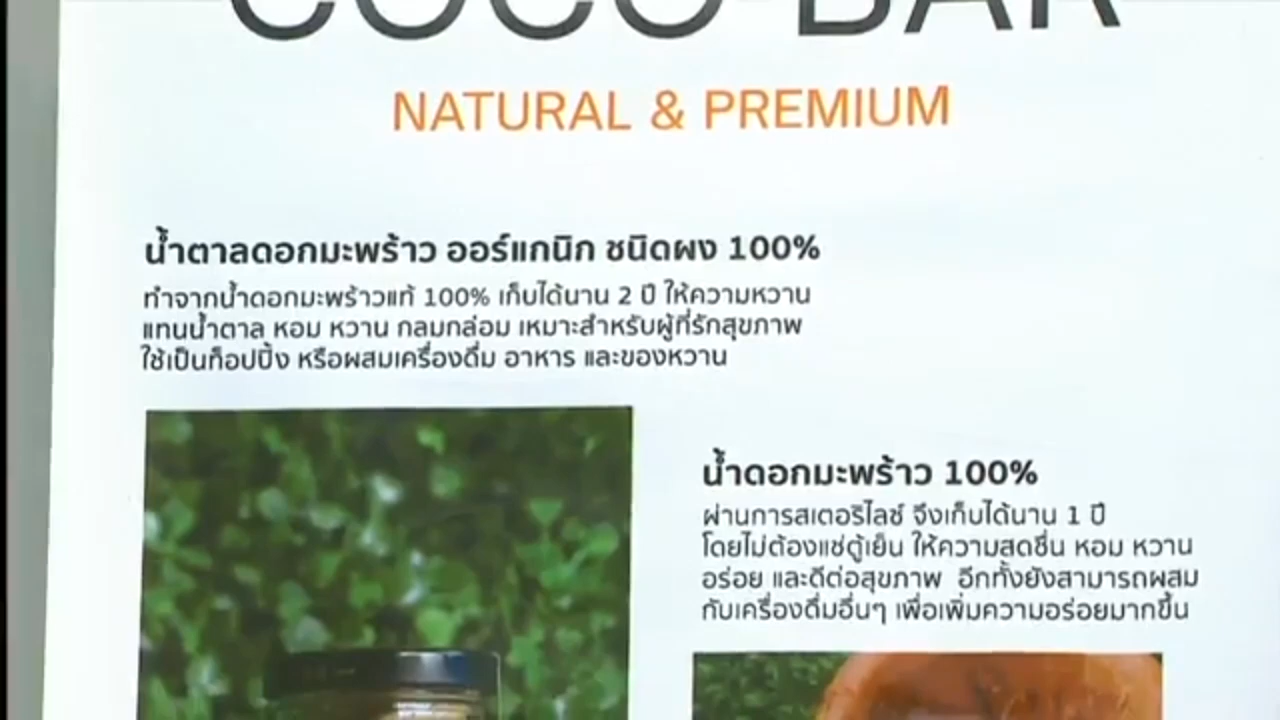 COCO BAR
NATURAL & PREMIUM
น้ำตาลดอกมะพร้าว ออร์แกนิก ชนิดผง 100%
ทำจากน้ำดอกมะพร้าวแท้ 100% เก็บได้นาน 2 ปี ให้ความหวาน
แทนน้ำตาล หอม หวาน กลมกล่อม เหมาะสำหรับผู้ที่รักสุขภาพ
ใช้เป็นท็อปปิ้ง หรือผสมเครื่องดื่ม อาหาร และของหวาน
น้ำดอกมะพร้าว 100%
ผ่านการสเตอริไลซ์ จึงเก็บได้นาน 1 ปี
โดยไม่ต้องแช่ตู้เย็น ให้ความสดชื่น หอม หวาน
อร่อย และดีต่อสุขภาพ อีกทั้งยังสามารถผสม
กับเครื่องดื่มอื่นๆ เพื่อเพิ่มความอร่อยมากขึ้น